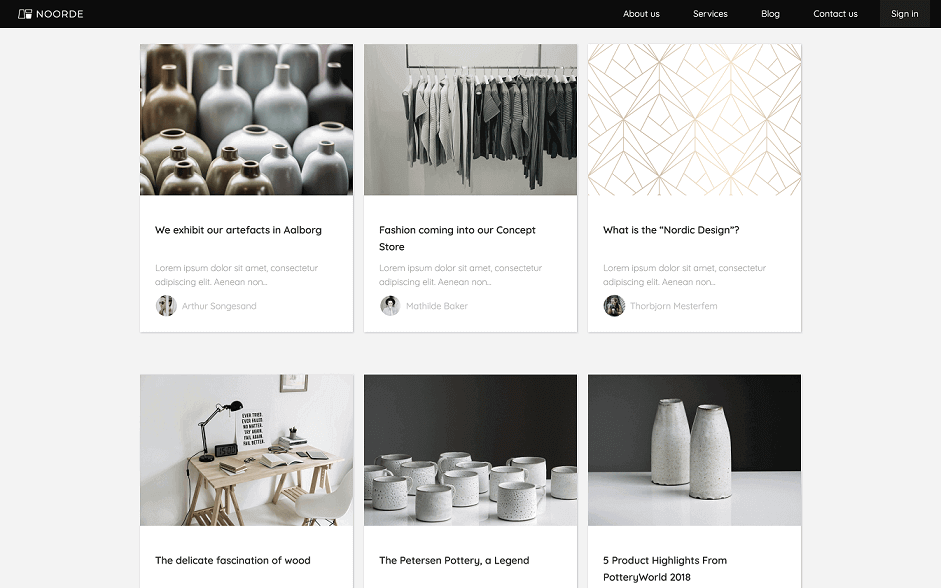 NOORDE
About us
Services
Blog
Contact us
Sign in
We exhibit our artefacts in Aalborg
Lorem ipsum dolor sit amet, consectetur
adipiscing elit. Aenean non...
Arthur Songesand
Fashion coming into our Concept
Store
Lorem ipsum dolor sit amet, consectetur
adipiscing elit. Aenean non...
Mathilde Baker
What is the "Nordic Design"?
Lorem ipsum dolor sit amet, consectetur
adipiscing elit. Aenean non...
Thorbjorn Mesterfem
EVER TRIED.
EVER FAILED.
NO MATTER.
TRY AGAIN.
FAIL AGAIN.
FAIL BETTER.
The delicate fascination of wood
The Petersen Pottery, a Legend
5 Product Highlights From
PotteryWorld 2018